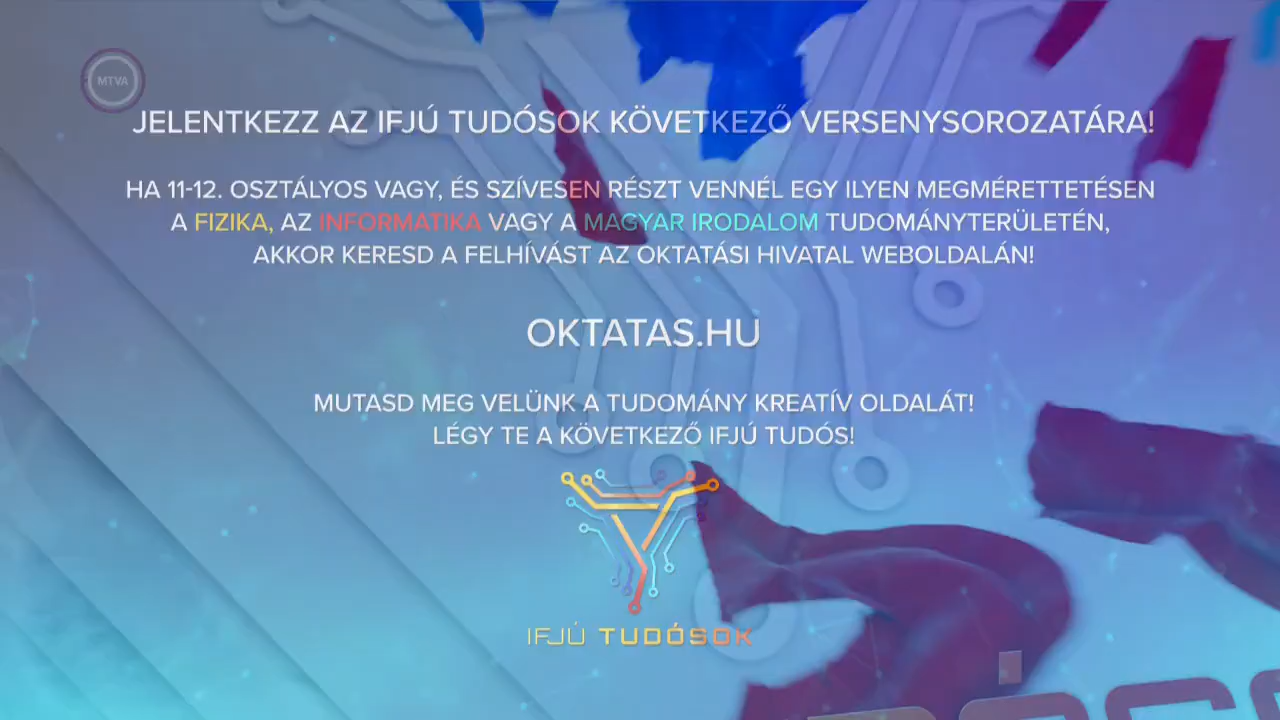 MTVA
JELENTKEZZ AZ IFJÚ TUDÓSOK KÖVETKEZŐ VERSENYSOROZATÁRA!
HA 11-12. OSZTÁLYOS VAGY, ÉS SZÍVESEN RÉSZT VENNÉL EGY ILYEN MEGMÉRETTETÉSEN
A FIZIKA, AZ INFORMATIKA VAGY A MAGYAR IRODALOM TUDOMÁNYTERÜLETÉN,
AKKOR KERESD A FELHÍVÁST AZ OKTATÁSI HIVATAL WEBOLDALÁN!
OKTATAS.HU
MUTASD MEG VELÜNK A TUDOMÁNY KREATÍV OLDALÁT!
LÉGY TE A KÖVETKEZŐ IFJÚ TUDÓS!
IFJÚ TUDÓSOK